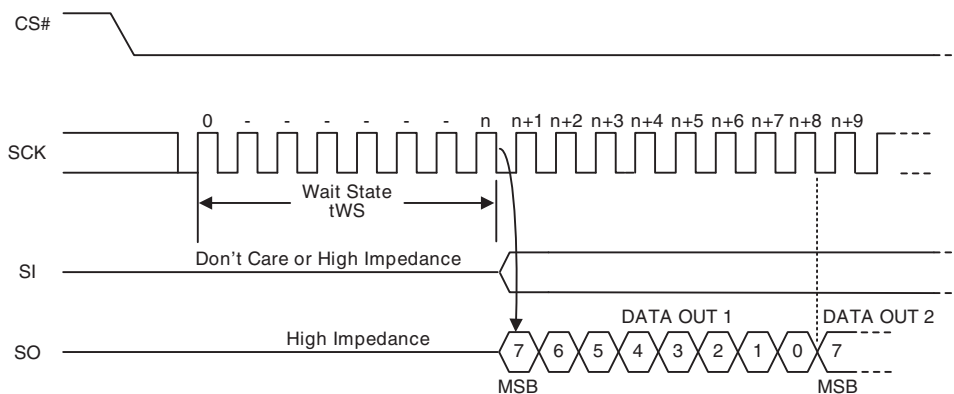 CS#
0 - - - - - - n n+1 n+2 n+3 n+4 n+5 n+6 n+7 n+8 n+9
SCK
Wait State
tWS
Don't Care or High Impedance
SI
DATA OUT 1 DATA OUT 2
High Impedance
SO 7 6 5 4 3 2 1 0 7
MSB MSB